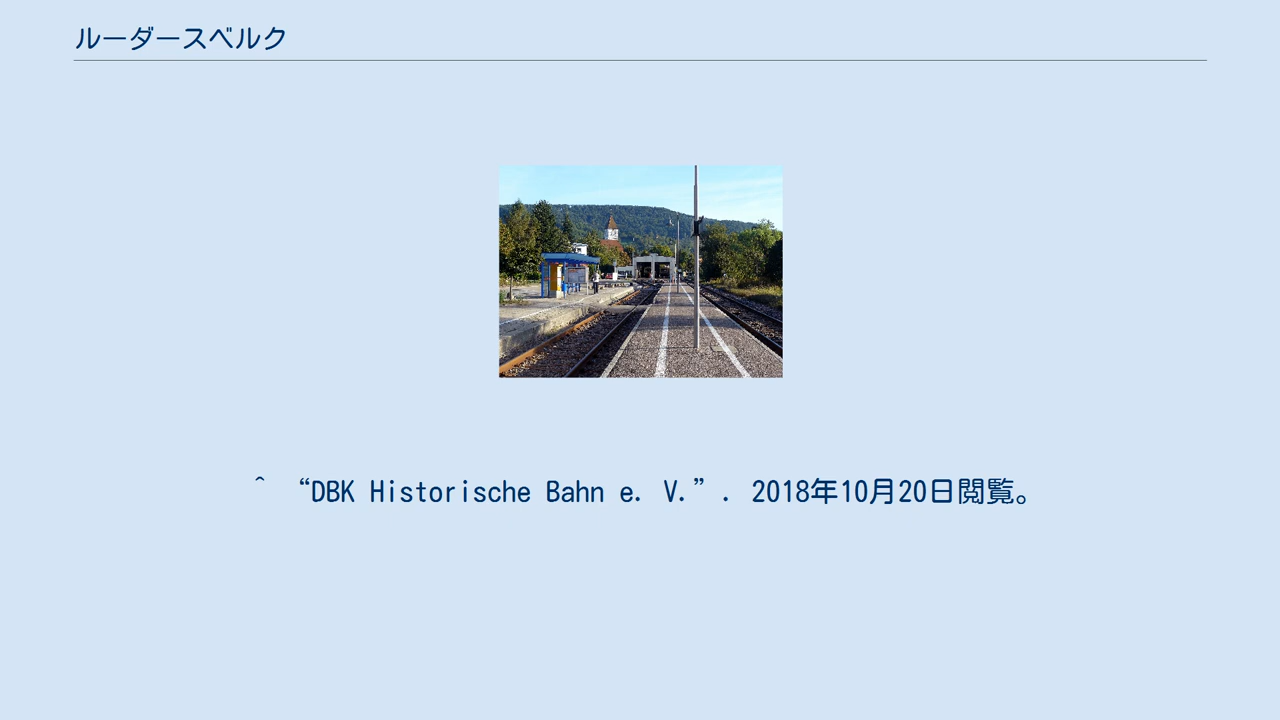 ルーダースベルク
^ “DBK Historische Bahn e. V.”. 2018年10月20日閲覧。